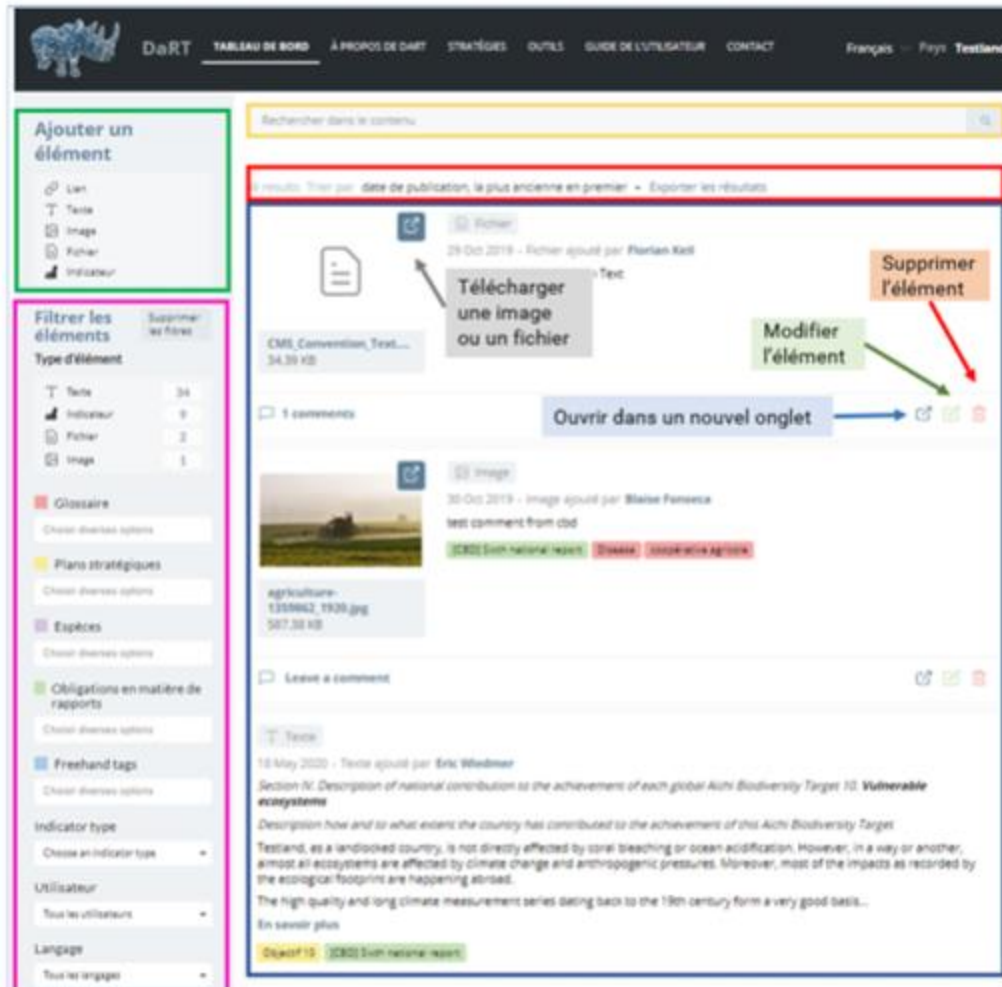 DaRT
TABLEAU DE BORD À PROPOS DE DART STRATÉGIES OUTILS GUIDE DE L'UTILISATEUR CONTACT
Français Pays Testland
Ajouter un
élément
Lien
Texte
Image
Fichier
Indicateur
Filtrer les
éléments
Supprimer
les filtres
Type d'élément
Texte 34
Indicateur 9
Fichier 2
Image 1
Glossaire
Choisir diverses options
Plans stratégiques
Choisir diverses options
Espèces
Choisir diverses options
Obligations en matière de
rapports
Choisir diverses options
Freehand tags
Choisir diverses options
Indicator type
Choose an indicator type
Utilisateur
Tous les utilisateurs
Langage
Tous les langages
Rechercher dans le contenu
results Trier par date de publication, la plus ancienne en premier Exporter les résultats
Fichier
29 Oct 2019 - Fichier ajouté par Florian Keil
Text
Télécharger
une image
ou un fichier
Supprimer
l'élément
Modifier
l'élément
CMS_Convention_Text....
34.39 KB
1 comments
Ouvrir dans un nouvel onglet
Image
30 Oct 2019 - Image ajouté par Blaise Fonseca
test comment from cbd
[CBD] Sixth national report Disease coopérative agricole
agriculture-
1359862_1920.jpg
587.38 KB
Leave a comment
Texte
18 May 2020 - Texte ajouté par Eric Wiedmer
Section IV. Description of national contribution to the achievement of each global Aichi Biodiversity Target 10. Vulnerable
ecosystems
Description how and to what extent the country has contributed to the achievement of this Aichi Biodiversity Target
Testland, as a landlocked country, is not directly affected by coral bleaching or ocean acidification. However, in a way or another,
almost all ecosystems are affected by climate change and anthropogenic pressures. Moreover, most of the impacts as recorded by
the ecological footprint are happening abroad.
The high quality and long climate measurement series dating back to the 19th century form a very good basis...
En savoir plus
Objectif 10 [CBD] Sixth national report